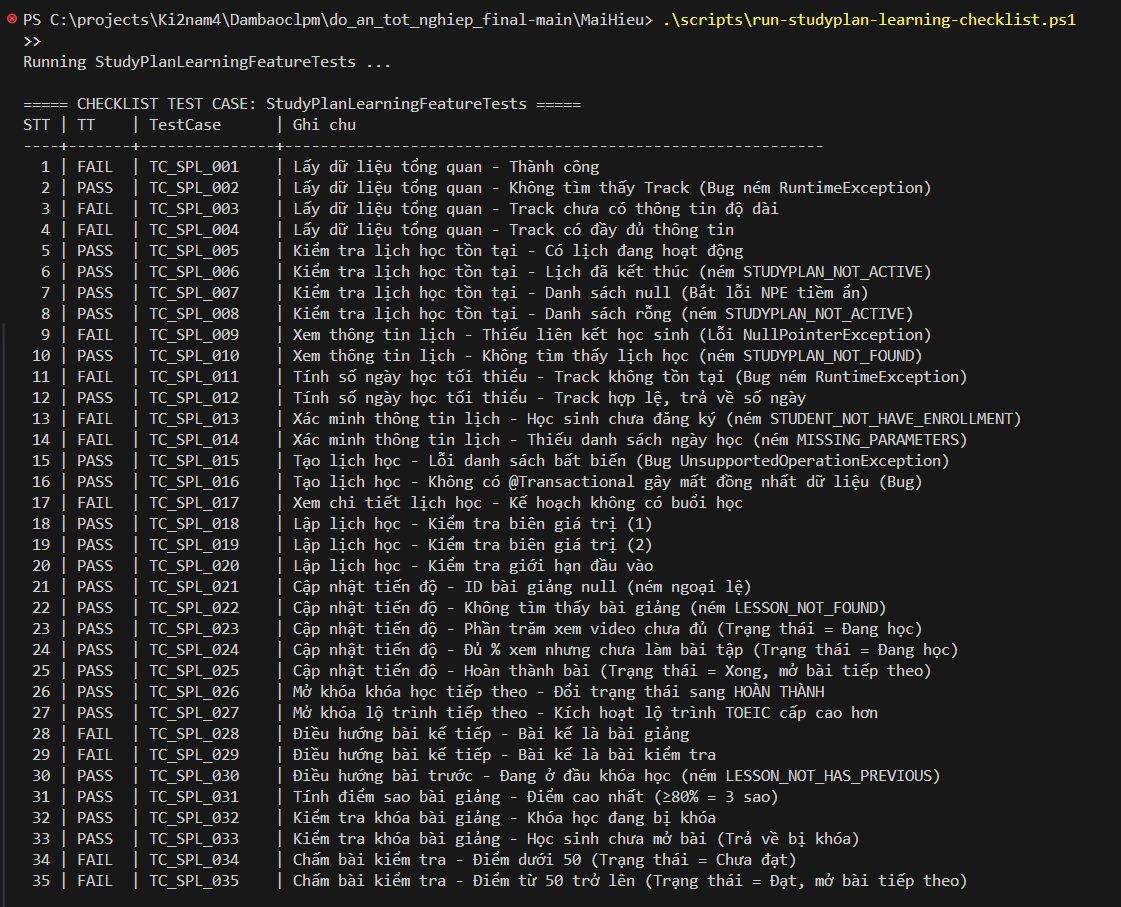 PS C:\projects\Ki2nam4\Dambaoclpm\do_an_tot_nghiep_final-main\MaiHieu> .\scripts\run-studyplan-learning-checklist.ps1
>>
Running StudyPlanLearningFeatureTests ...
===== CHECKLIST TEST CASE: StudyPlanLearningFeatureTests =====
STT | TT    | TestCase      | Ghi chu
----+-------+---------------+------------------------------------------------------------
1 | FAIL  | TC_SPL_001    | Lấy dữ liệu tổng quan - Thành công
2 | PASS  | TC_SPL_002    | Lấy dữ liệu tổng quan - Không tìm thấy Track (Bug ném RuntimeException)
3 | FAIL  | TC_SPL_003    | Lấy dữ liệu tổng quan - Track chưa có thông tin độ dài
4 | FAIL  | TC_SPL_004    | Lấy dữ liệu tổng quan - Track có đầy đủ thông tin
5 | PASS  | TC_SPL_005    | Kiểm tra lịch học tồn tại - Có lịch đang hoạt động
6 | PASS  | TC_SPL_006    | Kiểm tra lịch học tồn tại - Lịch đã kết thúc (ném STUDYPLAN_NOT_ACTIVE)
7 | PASS  | TC_SPL_007    | Kiểm tra lịch học tồn tại - Danh sách null (Bắt lỗi NPE tiềm ẩn)
8 | PASS  | TC_SPL_008    | Kiểm tra lịch học tồn tại - Danh sách rỗng (ném STUDYPLAN_NOT_ACTIVE)
9 | FAIL  | TC_SPL_009    | Xem thông tin lịch - Thiếu liên kết học sinh (Lỗi NullPointerException)
10 | PASS  | TC_SPL_010    | Xem thông tin lịch - Không tìm thấy lịch học (ném STUDYPLAN_NOT_FOUND)
11 | FAIL  | TC_SPL_011    | Tính số ngày học tối thiểu - Track không tồn tại (Bug ném RuntimeException)
12 | PASS  | TC_SPL_012    | Tính số ngày học tối thiểu - Track hợp lệ, trả về số ngày
13 | FAIL  | TC_SPL_013    | Xác minh thông tin lịch - Học sinh chưa đăng ký (ném STUDENT_NOT_HAVE_ENROLLMENT)
14 | FAIL  | TC_SPL_014    | Xác minh thông tin lịch - Thiếu danh sách ngày học (ném MISSING_PARAMETERS)
15 | PASS  | TC_SPL_015    | Tạo lịch học - Lỗi danh sách bất biến (Bug UnsupportedOperationException)
16 | PASS  | TC_SPL_016    | Tạo lịch học - Không có @Transactional gây mất đồng nhất dữ liệu (Bug)
17 | FAIL  | TC_SPL_017    | Xem chi tiết lịch học - Kế hoạch không có buổi học
18 | PASS  | TC_SPL_018    | Lập lịch học - Kiểm tra biên giá trị (1)
19 | PASS  | TC_SPL_019    | Lập lịch học - Kiểm tra biên giá trị (2)
20 | PASS  | TC_SPL_020    | Lập lịch học - Kiểm tra giới hạn đầu vào
21 | PASS  | TC_SPL_021    | Cập nhật tiến độ - ID bài giảng null (ném ngoại lệ)
22 | PASS  | TC_SPL_022    | Cập nhật tiến độ - Không tìm thấy bài giảng (ném LESSON_NOT_FOUND)
23 | PASS  | TC_SPL_023    | Cập nhật tiến độ - Phần trăm xem video chưa đủ (Trạng thái = Đang học)
24 | PASS  | TC_SPL_024    | Cập nhật tiến độ - Đủ % xem nhưng chưa làm bài tập (Trạng thái = Đang học)
25 | PASS  | TC_SPL_025    | Cập nhật tiến độ - Hoàn thành bài (Trạng thái = Xong, mở bài tiếp theo)
26 | PASS  | TC_SPL_026    | Mở khóa khóa học tiếp theo - Đổi trạng thái sang HOÀN THÀNH
27 | PASS  | TC_SPL_027    | Mở khóa lộ trình tiếp theo - Kích hoạt lộ trình TOEIC cấp cao hơn
28 | FAIL  | TC_SPL_028    | Điều hướng bài kế tiếp - Bài kế là bài giảng
29 | FAIL  | TC_SPL_029    | Điều hướng bài kế tiếp - Bài kế là bài kiểm tra
30 | PASS  | TC_SPL_030    | Điều hướng bài trước - Đang ở đầu khóa học (ném LESSON_NOT_HAS_PREVIOUS)
31 | PASS  | TC_SPL_031    | Tính điểm sao bài giảng - Điểm cao nhất (≥80% = 3 sao)
32 | PASS  | TC_SPL_032    | Kiểm tra khóa bài giảng - Khóa học đang bị khóa
33 | PASS  | TC_SPL_033    | Kiểm tra khóa bài giảng - Học sinh chưa mở bài (Trả về bị khóa)
34 | FAIL  | TC_SPL_034    | Chấm bài kiểm tra - Điểm dưới 50 (Trạng thái = Chưa đạt)
35 | FAIL  | TC_SPL_035    | Chấm bài kiểm tra - Điểm từ 50 trở lên (Trạng thái = Đạt, mở bài tiếp theo)